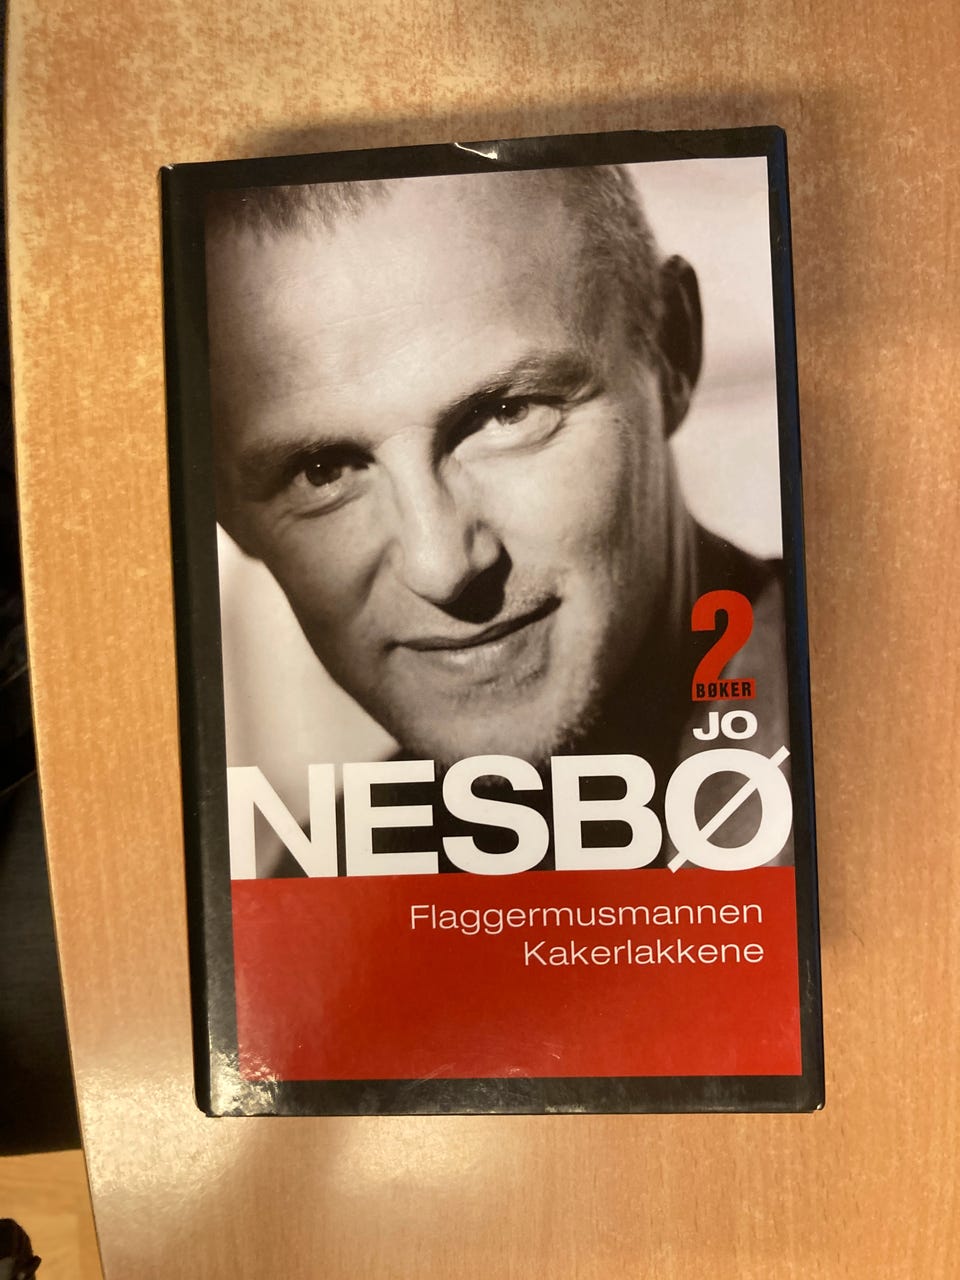 2
BØKER
JO
NESBØ
Flaggermusmannen
Kakerlakkene